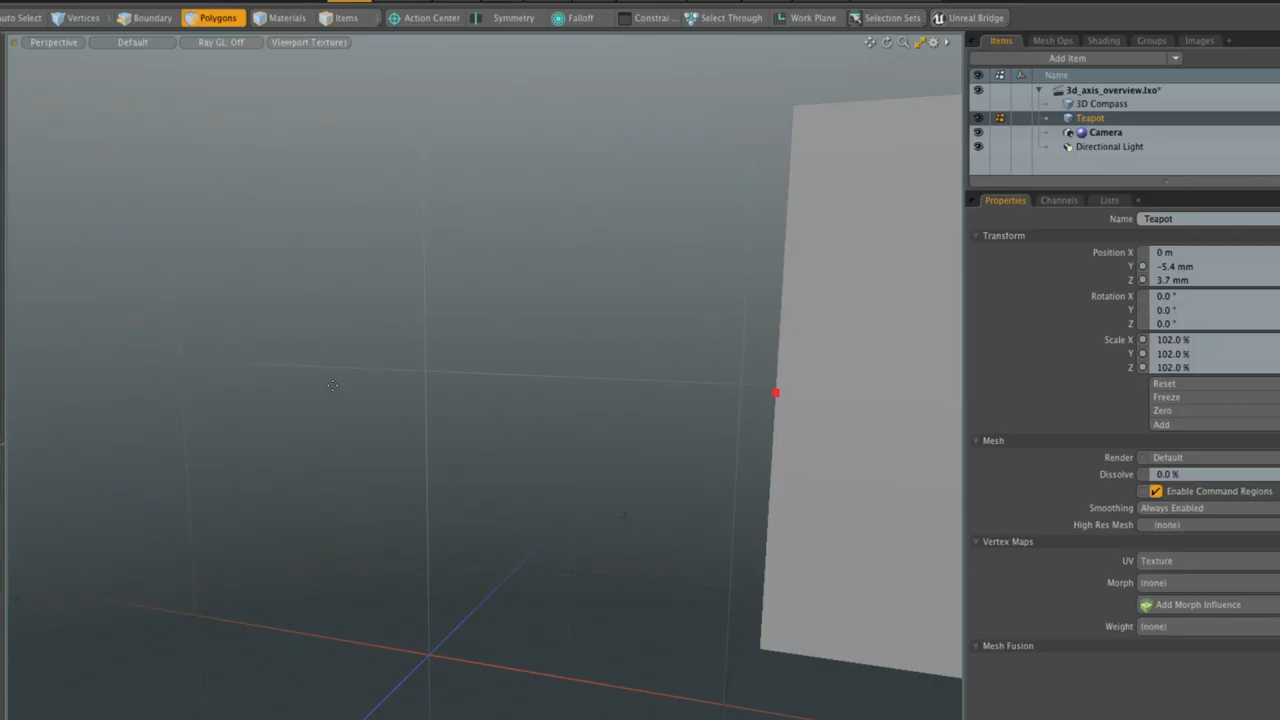 uto Select Vertices Boundary Polygons Materials Items Action Center Symmetry Falloff Constrai... Select Through Work Plane Selection Sets Unreal Bridge
Perspective Default Ray GL: Off Viewport Textures
Items Mesh Ops Shading Groups Images +
Add Item
Name
3d_axis_overview.lxo*
3D Compass
Teapot
Camera
Directional Light
Properties Channels Lists +
Name Teapot
Transform
Position X 0 m
Y -5.4 mm
Z 3.7 mm
Rotation X 0.0 °
Y 0.0 °
Z 0.0 °
Scale X 102.0 %
Y 102.0 %
Z 102.0 %
Reset
Freeze
Zero
Add
Mesh
Render Default
Dissolve 0.0 %
Enable Command Regions
Smoothing Always Enabled
High Res Mesh (none)
Vertex Maps
UV Texture
Morph (none)
Add Morph Influence
Weight (none)
Mesh Fusion